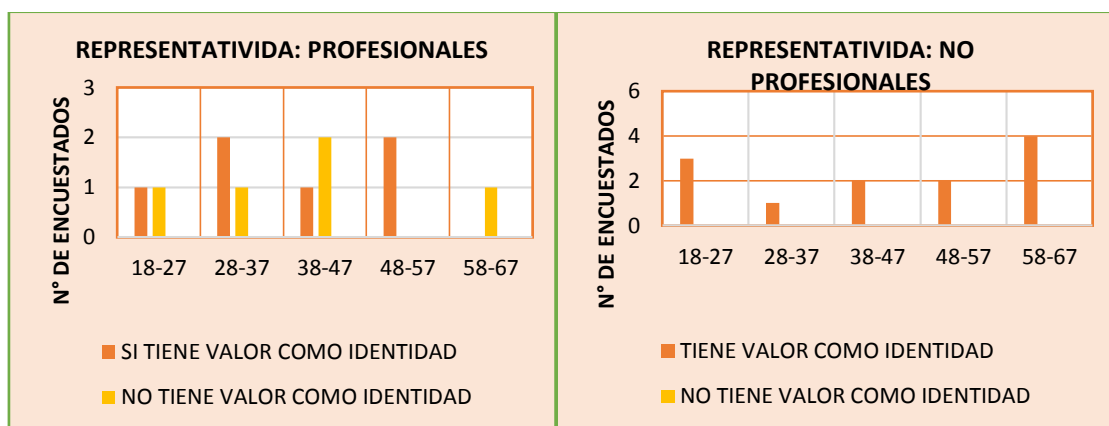 REPRESENTATIVIDA: PROFESIONALES
3
2
1
0
N° DE ENCUESTADOS
18-27 28-37 38-47 48-57 58-67
SI TIENE VALOR COMO IDENTIDAD
NO TIENE VALOR COMO IDENTIDAD
REPRESENTATIVIDA: NO
PROFESIONALES
6
4
2
0
N° DE ENCUESTADOS
18-27 28-37 38-47 48-57 58-67
TIENE VALOR COMO IDENTIDAD
NO TIENE VALOR COMO IDENTIDAD